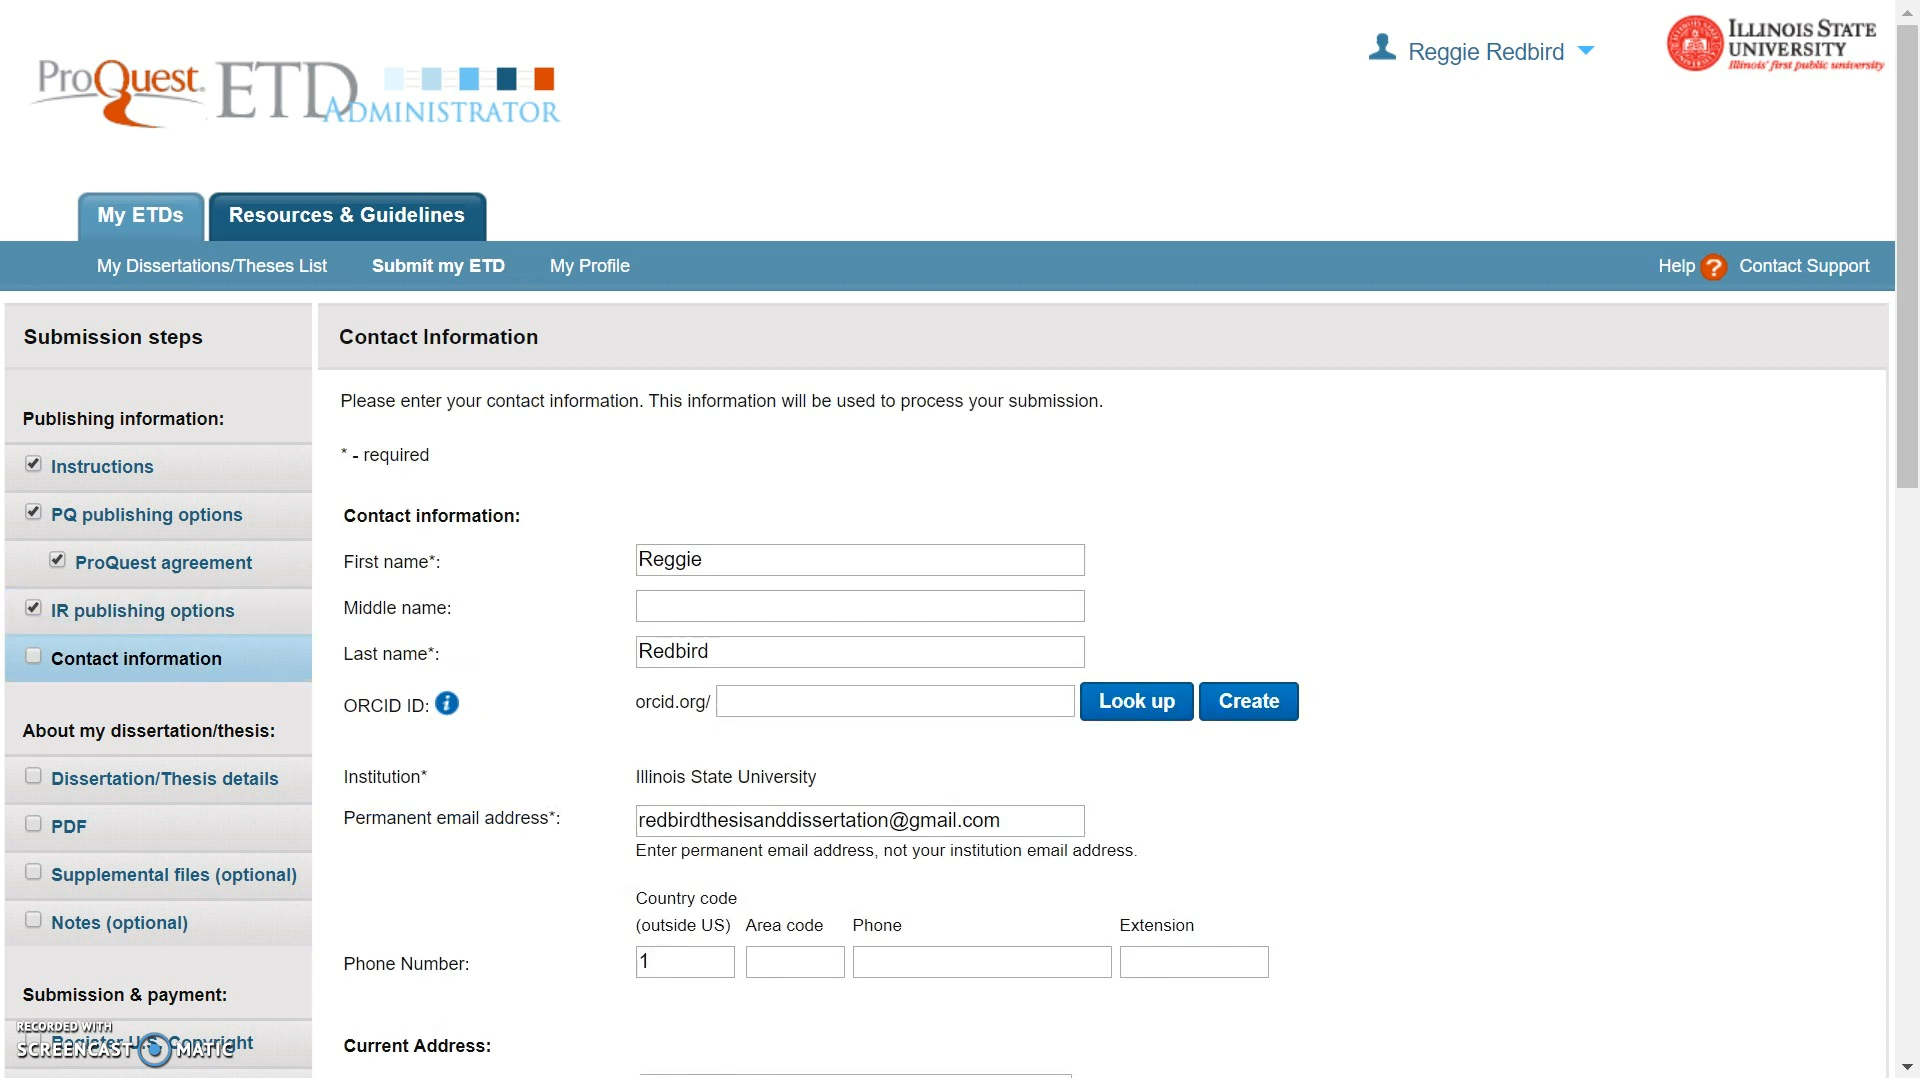 ProQuest ETD ADMINISTRATOR
Reggie Redbird
ILLINOIS STATE
UNIVERSITY
Illinois' first public university
My ETDs
Resources & Guidelines
My Dissertations/Theses List
Submit my ETD
My Profile
Help ?
Contact Support
Submission steps
Publishing information:
Instructions
PQ publishing options
ProQuest agreement
IR publishing options
Contact information
About my dissertation/thesis:
Dissertation/Thesis details
PDF
Supplemental files (optional)
Notes (optional)
Submission & payment:
Register U.S. Copyright
RECORDED WITH
SCREENCAST MATIC
Contact Information
Please enter your contact information. This information will be used to process your submission.
* - required
Contact information:
First name*: Reggie
Middle name:
Last name*: Redbird
ORCID ID: i orcid.org/ Look up Create
Institution* Illinois State University
Permanent email address*: redbirdthesisanddissertation@gmail.com
Enter permanent email address, not your institution email address.
Country code
(outside US) Area code Phone Extension
Phone Number: 1
Current Address: